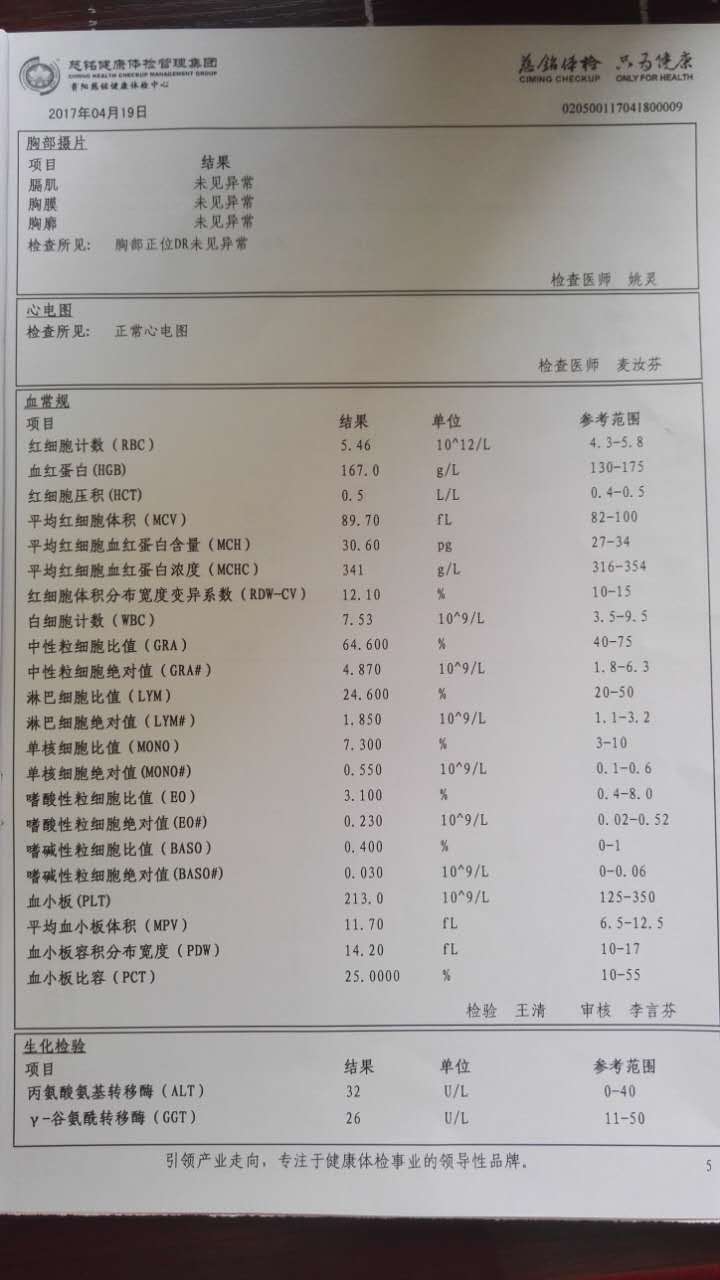 慈铭健康体检管理集团
CIMING HEALTH CHECKUP MANAGEMENT GROUP
贵阳慈铭健康体检中心
慈铭体检 只为健康
CIMING CHECKUP ONLY FOR HEALTH
2017年04月19日 020500117041800009
胸部摄片
项目 结果
膈肌 未见异常
胸膜 未见异常
胸廓 未见异常
检查所见: 胸部正位DR未见异常
检查医师 姚灵
心电图
检查所见: 正常心电图
检查医师 麦汝芬
血常规
项目 结果 单位 参考范围
红细胞计数(RBC) 5.46 10^12/L 4.3-5.8
血红蛋白(HGB) 167.0 g/L 130-175
红细胞压积(HCT) 0.5 L/L 0.4-0.5
平均红细胞体积(MCV) 89.70 fL 82-100
平均红细胞血红蛋白含量(MCH) 30.60 pg 27-34
平均红细胞血红蛋白浓度(MCHC) 341 g/L 316-354
红细胞体积分布宽度变异系数(RDW-CV) 12.10 % 10-15
白细胞计数(WBC) 7.53 10^9/L 3.5-9.5
中性粒细胞比值(GRA) 64.600 % 40-75
中性粒细胞绝对值(GRA#) 4.870 10^9/L 1.8-6.3
淋巴细胞比值(LYM) 24.600 % 20-50
淋巴细胞绝对值(LYM#) 1.850 10^9/L 1.1-3.2
单核细胞比值(MONO) 7.300 % 3-10
单核细胞绝对值(MONO#) 0.550 10^9/L 0.1-0.6
嗜酸性粒细胞比值(EO) 3.100 % 0.4-8.0
嗜酸性粒细胞绝对值(EO#) 0.230 10^9/L 0.02-0.52
嗜碱性粒细胞比值(BASO) 0.400 % 0-1
嗜碱性粒细胞绝对值(BASO#) 0.030 10^9/L 0-0.06
血小板(PLT) 213.0 10^9/L 125-350
平均血小板体积(MPV) 11.70 fL 6.5-12.5
血小板容积分布宽度(PDW) 14.20 fL 10-17
血小板比容(PCT) 25.0000 % 10-55
检验 王清 审核 李言芬
生化检验
项目 结果 单位 参考范围
丙氨酸氨基转移酶(ALT) 32 U/L 0-40
γ-谷氨酰转移酶(GGT) 26 U/L 11-50
引领产业走向,专注于健康体检事业的领导性品牌。
5